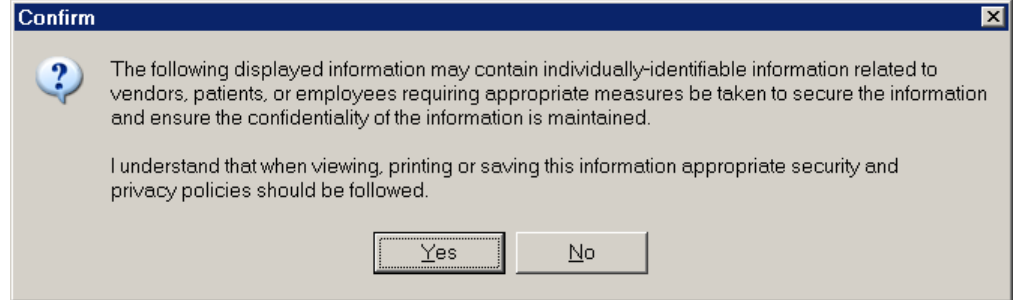 Confirm
The following displayed information may contain individually-identifiable information related to
vendors, patients, or employees requiring appropriate measures be taken to secure the information
and ensure the confidentiality of the information is maintained.
I understand that when viewing, printing or saving this information appropriate security and
privacy policies should be followed.
Yes No